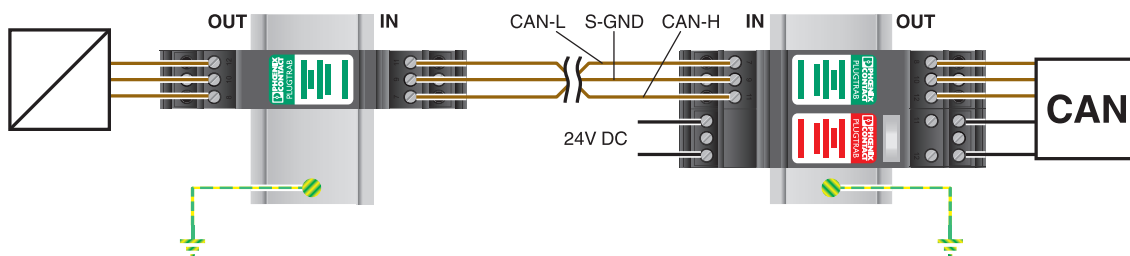 OUT
IN
CAN-L
S-GND
CAN-H
IN
OUT
PHOENIX
CONTACT
PLUGTRAB
PHOENIX
CONTACT
PLUGTRAB
PHOENIX
CONTACT
PLUGTRAB
24V DC
CAN